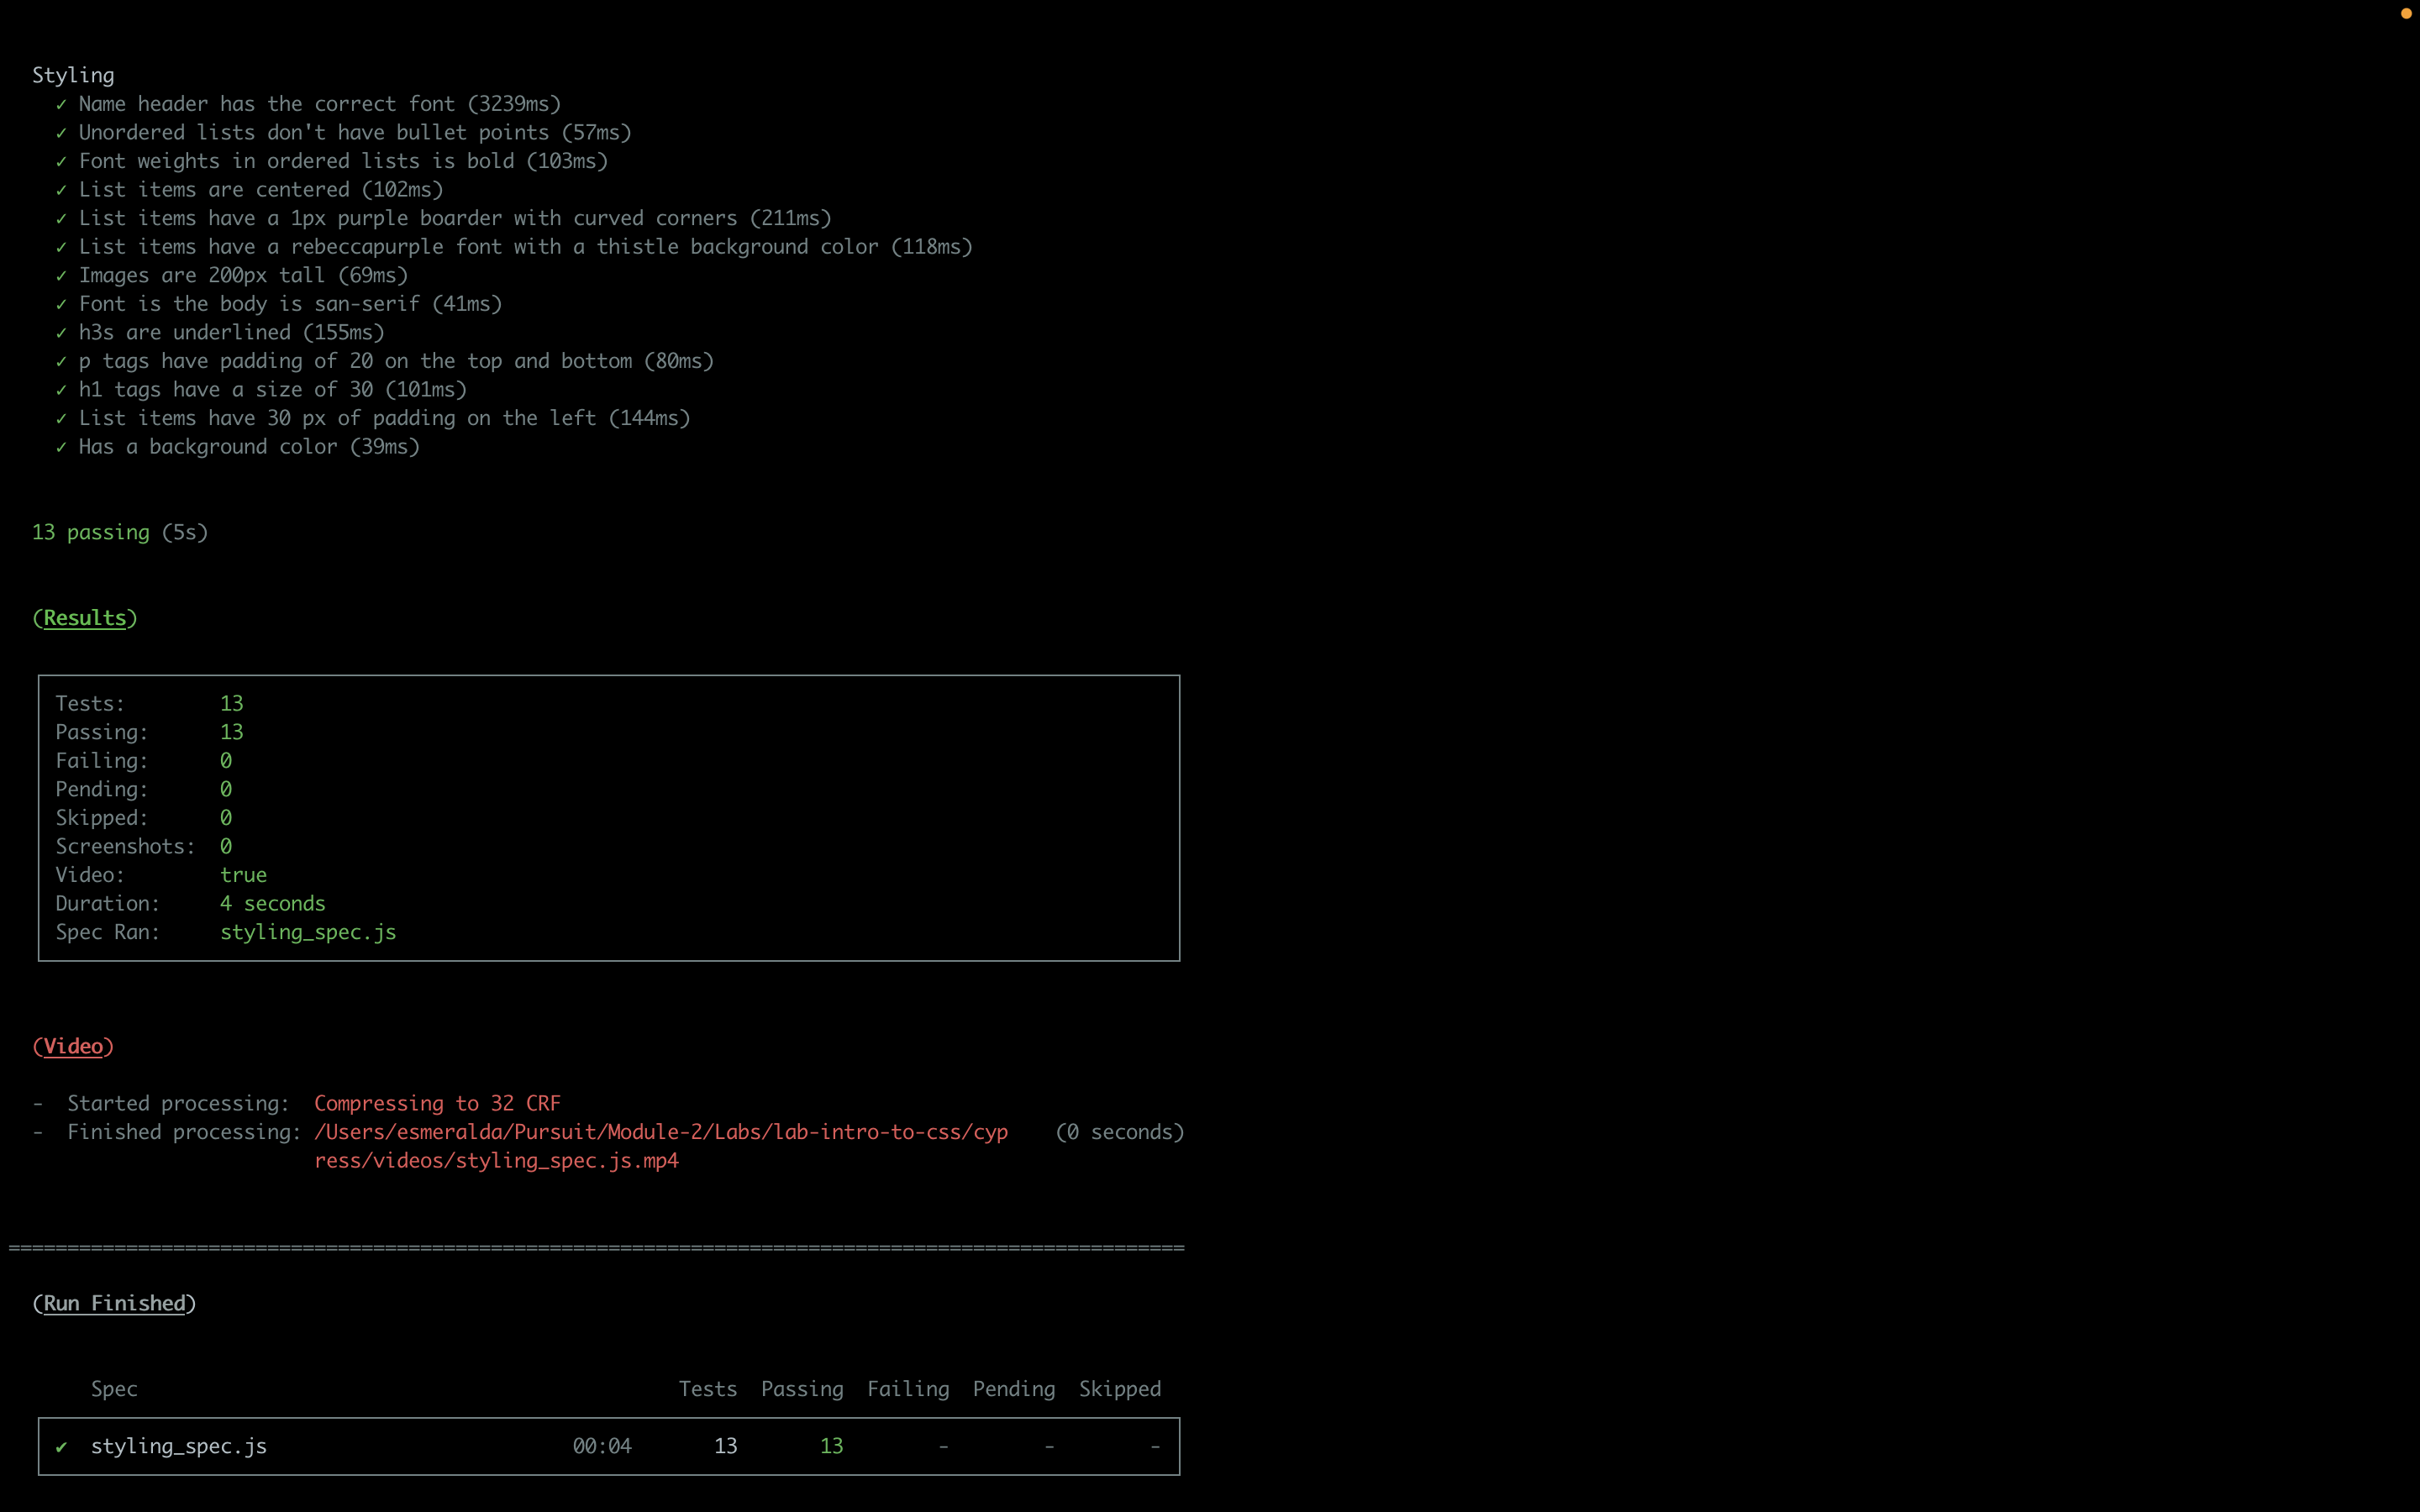 Styling
✓ Name header has the correct font (3239ms)
✓ Unordered lists don't have bullet points (57ms)
✓ Font weights in ordered lists is bold (103ms)
✓ List items are centered (102ms)
✓ List items have a 1px purple boarder with curved corners (211ms)
✓ List items have a rebeccapurple font with a thistle background color (118ms)
✓ Images are 200px tall (69ms)
✓ Font is the body is san-serif (41ms)
✓ h3s are underlined (155ms)
✓ p tags have padding of 20 on the top and bottom (80ms)
✓ h1 tags have a size of 30 (101ms)
✓ List items have 30 px of padding on the left (144ms)
✓ Has a background color (39ms)
13 passing (5s)
(Results)
Tests: 13
Passing: 13
Failing: 0
Pending: 0
Skipped: 0
Screenshots: 0
Video: true
Duration: 4 seconds
Spec Ran: styling_spec.js
(Video)
- Started processing: Compressing to 32 CRF
- Finished processing: /Users/esmeralda/Pursuit/Module-2/Labs/lab-intro-to-css/cyp (0 seconds)
ress/videos/styling_spec.js.mp4
====================================================================================================
(Run Finished)
Spec Tests Passing Failing Pending Skipped
✔ styling_spec.js 00:04 13 13 - - -